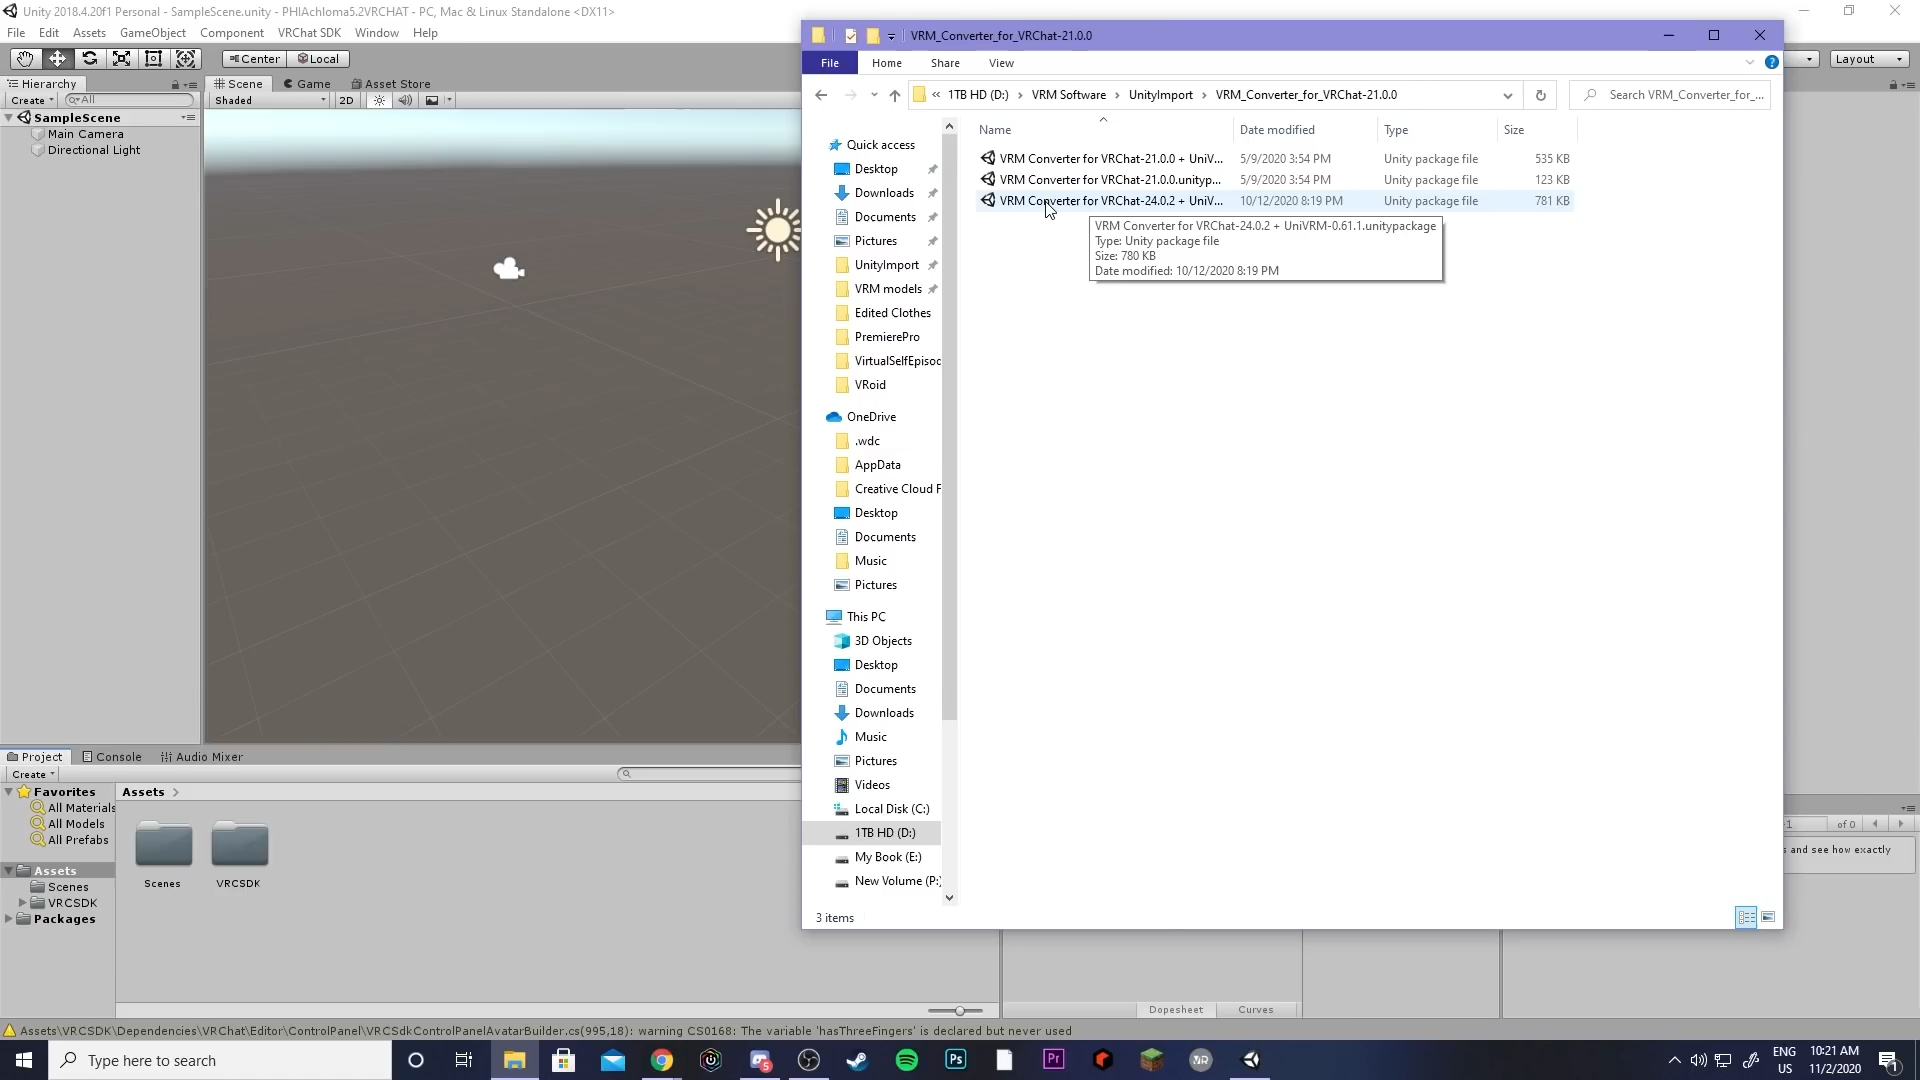 Unity 2018.4.20f1 Personal - SampleScene.unity - PHIAchloma5.2VRCHAT - PC, Mac & Linux Standalone <DX11>
File Edit Assets GameObject Component VRChat SDK Window Help
Center Local
Layout
Hierarchy
Create All
SampleScene
Main Camera
Directional Light
Scene Game Asset Store
Shaded 2D
VRM_Converter_for_VRChat-21.0.0
File Home Share View
« 1TB HD (D:) › VRM Software › UnityImport › VRM_Converter_for_VRChat-21.0.0
Search VRM_Converter_for_...
Name Date modified Type Size
VRM Converter for VRChat-21.0.0 + UniV... 5/9/2020 3:54 PM Unity package file 535 KB
VRM Converter for VRChat-21.0.0.unityp... 5/9/2020 3:54 PM Unity package file 123 KB
VRM Converter for VRChat-24.0.2 + UniV... 10/12/2020 8:19 PM Unity package file 781 KB
VRM Converter for VRChat-24.0.2 + UniVRM-0.61.1.unitypackage
Type: Unity package file
Size: 780 KB
Date modified: 10/12/2020 8:19 PM
Quick access
Desktop
Downloads
Documents
Pictures
UnityImport
VRM models
Edited Clothes
PremierePro
VirtualSelfEpisod
VRoid
OneDrive
.wdc
AppData
Creative Cloud F
Desktop
Documents
Music
Pictures
This PC
3D Objects
Desktop
Documents
Downloads
Music
Pictures
Videos
Local Disk (C:)
1TB HD (D:)
My Book (E:)
New Volume (P:)
3 items
Project Console Audio Mixer
Create
Favorites
All Materials
All Models
All Prefabs
Assets
Scenes
VRCSDK
Packages
Assets
Scenes VRCSDK
of 0
s and see how exactly
Dopesheet Curves
Assets\VRCSDK\Dependencies\VRChat\Editor\ControlPanel\VRCSdkControlPanelAvatarBuilder.cs(995,18): warning CS0168: The variable 'hasThreeFingers' is declared but never used
Type here to search
5
Ps
Pr
ENG
US
10:21 AM
11/2/2020
1